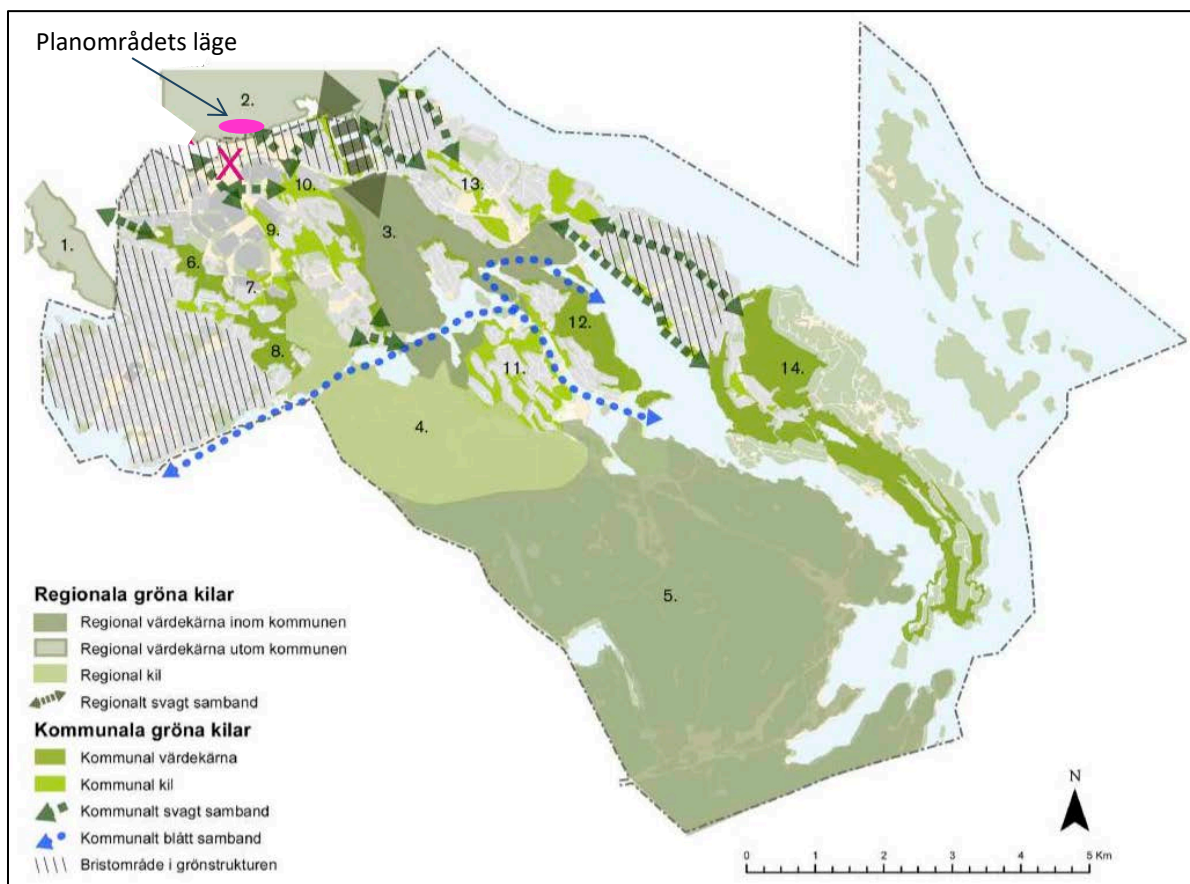 Planområdets läge
2.
X
10.
13.
1.
3.
9.
6.
7.
12.
8.
11.
14.
4.
5.
Regionala gröna kilar
Regional värdekärna inom kommunen
Regional värdekärna utom kommunen
Regional kil
Regionalt svagt samband
Kommunala gröna kilar
Kommunal värdekärna
Kommunal kil
Kommunalt svagt samband
Kommunalt blått samband
Bristområde i grönstrukturen
N
0 1 2 3 4 5 Km